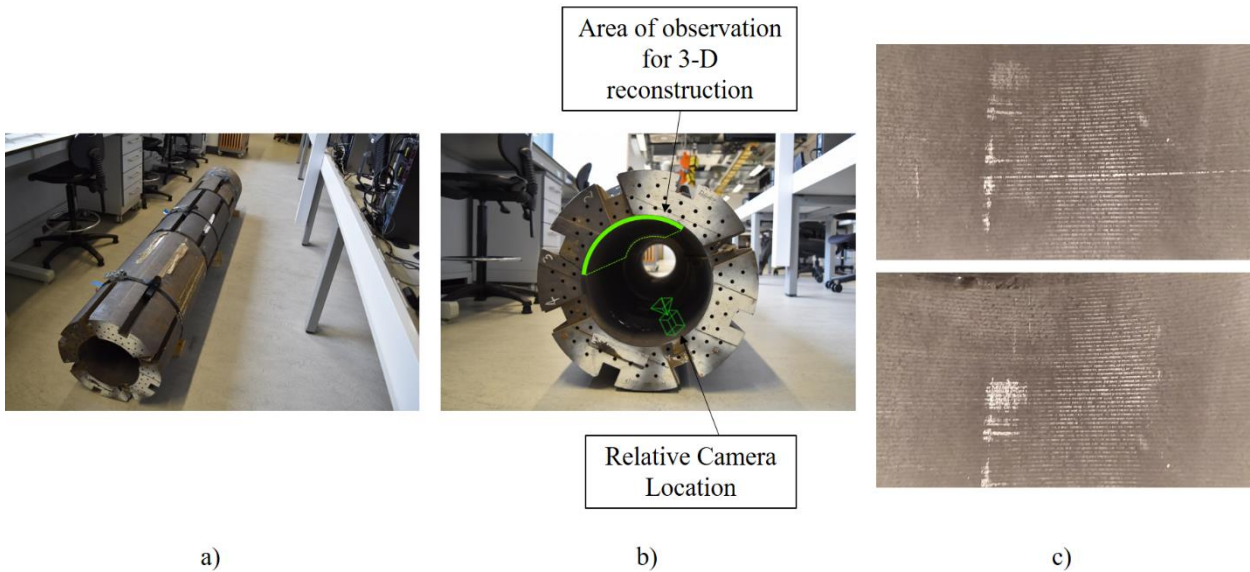 Area of observation
for 3-D
reconstruction
Relative Camera
Location
a)
b)
c)